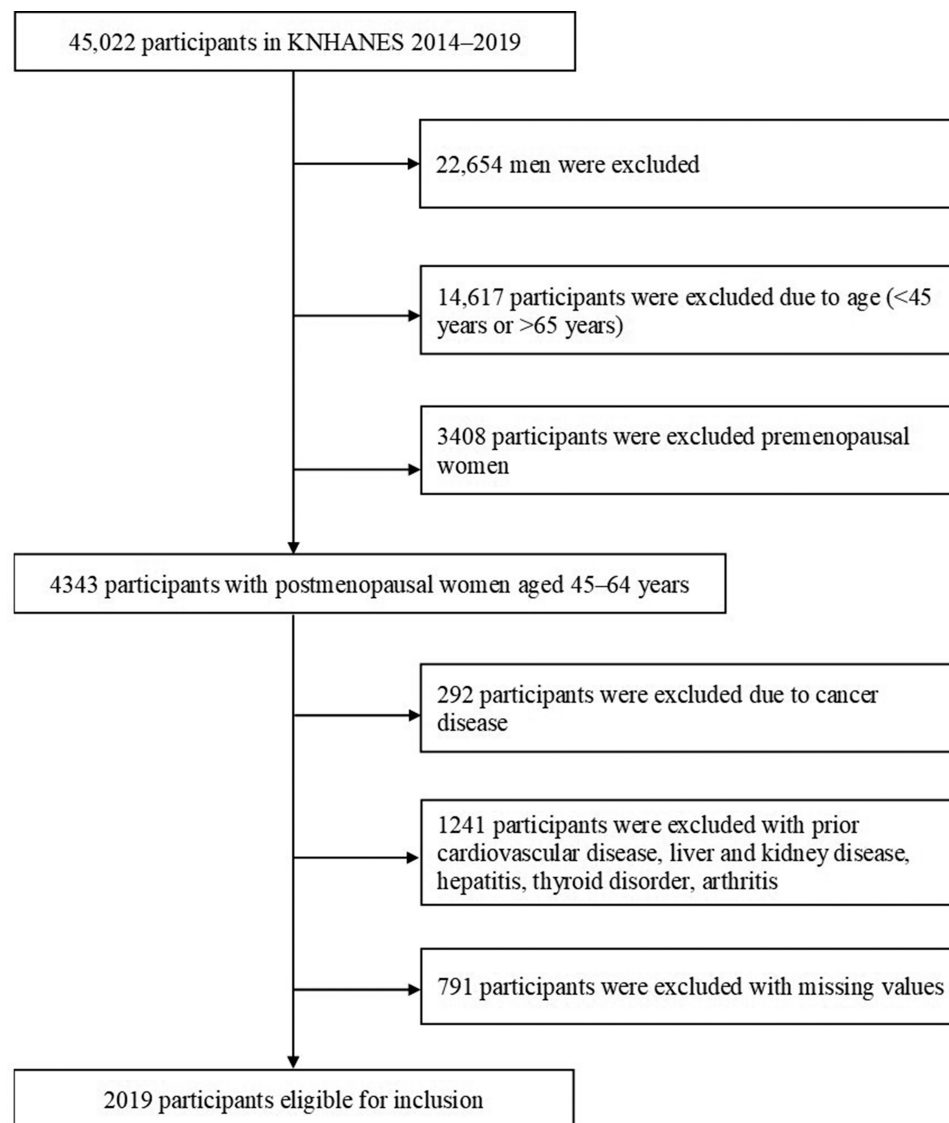 45,022 participants in KNHANES 2014–2019
22,654 men were excluded
14,617 participants were excluded due to age (<45
years or >65 years)
3408 participants were excluded premenopausal
women
4343 participants with postmenopausal women aged 45–64 years
292 participants were excluded due to cancer
disease
1241 participants were excluded with prior
cardiovascular disease, liver and kidney disease,
hepatitis, thyroid disorder, arthritis
791 participants were excluded with missing values
2019 participants eligible for inclusion